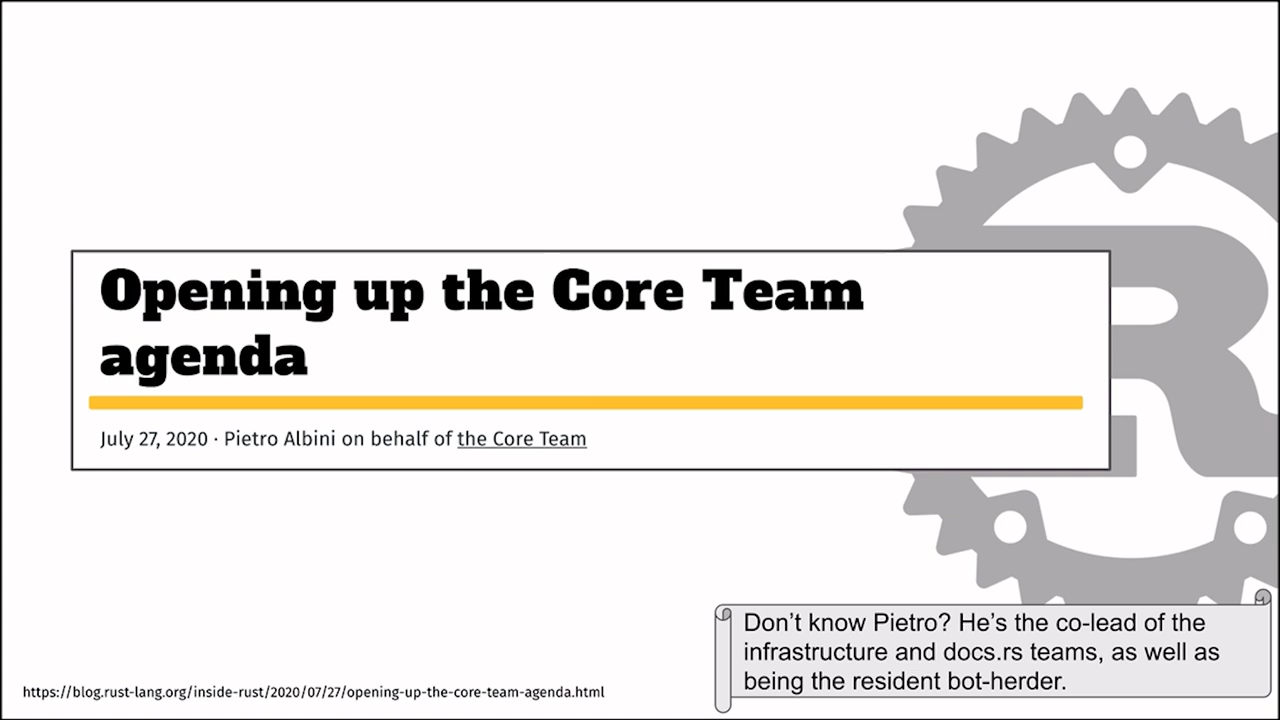 Opening up the Core Team
agenda
July 27, 2020 · Pietro Albini on behalf of the Core Team
Don't know Pietro? He's the co-lead of the
infrastructure and docs.rs teams, as well as
being the resident bot-herder.
https://blog.rust-lang.org/inside-rust/2020/07/27/opening-up-the-core-team-agenda.html